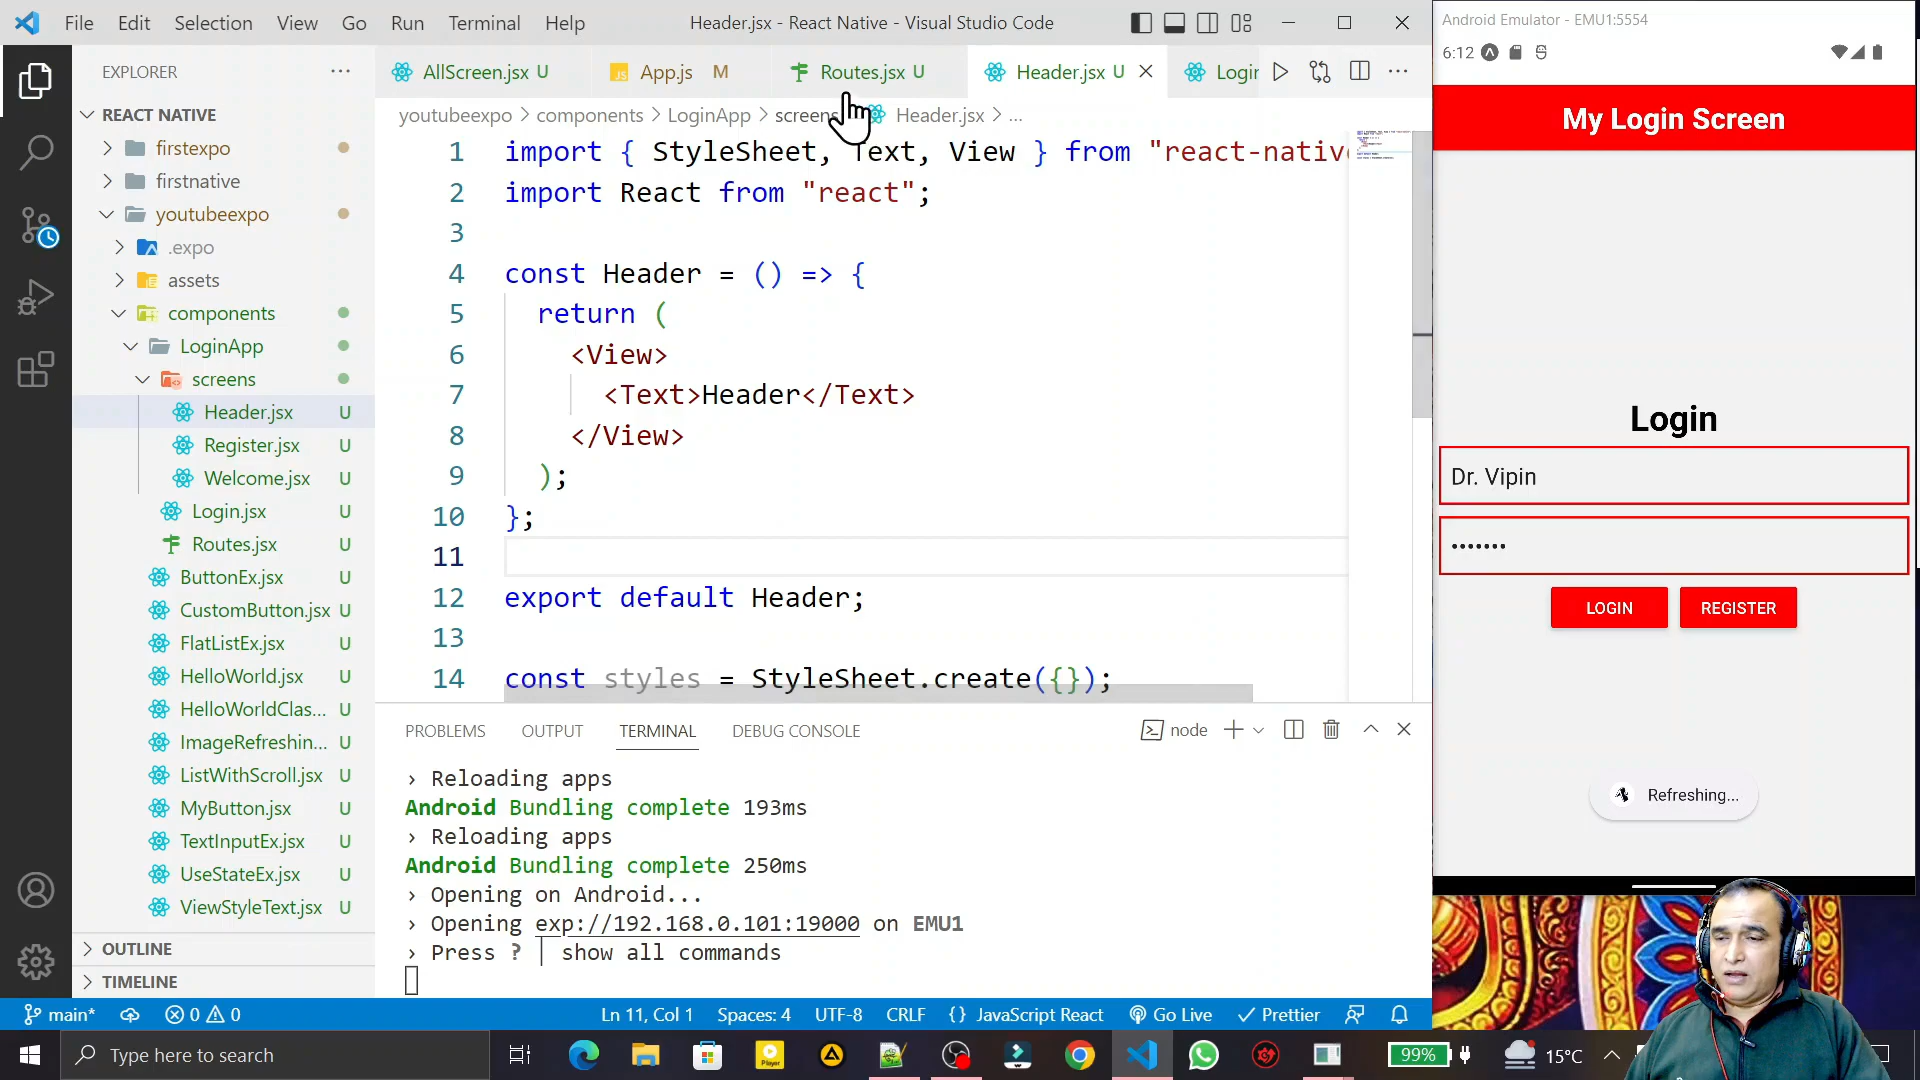 File Edit Selection View Go Run Terminal Help
Header.jsx - React Native - Visual Studio Code
EXPLORER
REACT NATIVE
firstexpo
firstnative
youtubeexpo
.expo
assets
components
LoginApp
screens
Header.jsx U
Register.jsx U
Welcome.jsx U
Login.jsx U
Routes.jsx U
ButtonEx.jsx U
CustomButton.jsx U
FlatListEx.jsx U
HelloWorld.jsx U
HelloWorldClas... U
ImageRefreshin... U
ListWithScroll.jsx U
MyButton.jsx U
TextInputEx.jsx U
UseStateEx.jsx U
ViewStyleText.jsx U
OUTLINE
TIMELINE
AllScreen.jsx U
JS App.js M
Routes.jsx U
Header.jsx U
Login
youtubeexpo > components > LoginApp > screens Header.jsx > ...
1 import { StyleSheet, Text, View } from "react-native
2 import React from "react";
3
4 const Header = () => {
5 return (
6 <View>
7 <Text>Header</Text>
8 </View>
9 );
10 };
11
12 export default Header;
13
14 const styles = StyleSheet.create({});
PROBLEMS OUTPUT TERMINAL DEBUG CONSOLE
node
› Reloading apps
Android Bundling complete 193ms
› Reloading apps
Android Bundling complete 250ms
› Opening on Android...
› Opening exp://192.168.0.101:19000 on EMU1
› Press ? │ show all commands
main* 0 0
Ln 11, Col 1 Spaces: 4 UTF-8 CRLF {} JavaScript React Go Live Prettier
Android Emulator - EMU1:5554
6:12
My Login Screen
Login
Dr. Vipin
•••••••
LOGIN
REGISTER
Refreshing...
Type here to search
Player
99%
15°C